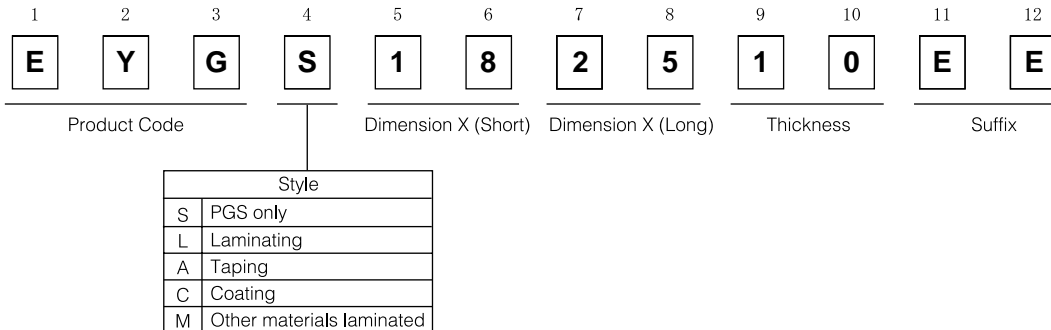 1 2 3 4 5 6 7 8 9 10 11 12
E Y G S 1 8 2 5 1 0 E E
Product Code Dimension X (Short) Dimension X (Long) Thickness Suffix
Style
S PGS only
L Laminating
A Taping
C Coating
M Other materials laminated